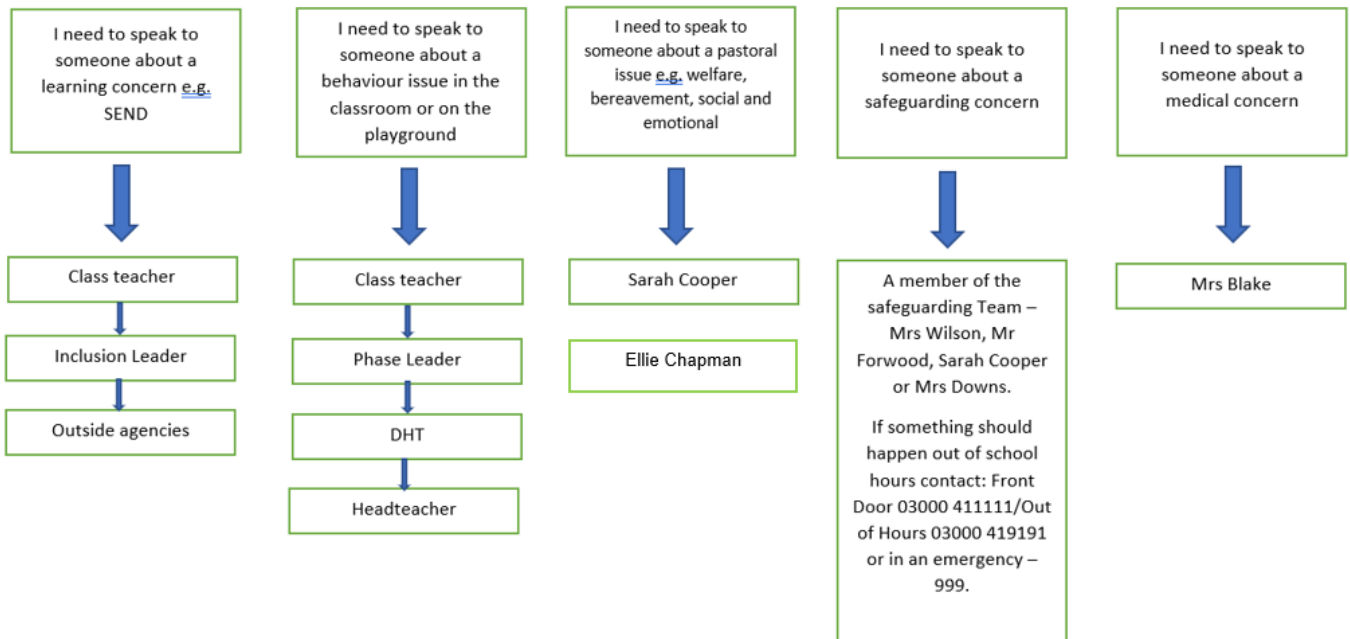 I need to speak to
someone about a
learning concern e.g.
SEND
Class teacher
Inclusion Leader
Outside agencies
I need to speak to
someone about a
behaviour issue in the
classroom or on the
playground
Class teacher
Phase Leader
DHT
Headteacher
I need to speak to
someone about a pastoral
issue e.g. welfare,
bereavement, social and
emotional
Sarah Cooper
Ellie Chapman
I need to speak to
someone about a
safeguarding concern
A member of the
safeguarding Team –
Mrs Wilson, Mr
Forwood, Sarah Cooper
or Mrs Downs.
If something should
happen out of school
hours contact: Front
Door 03000 411111/Out
of Hours 03000 419191
or in an emergency –
999.
I need to speak to
someone about a
medical concern
Mrs Blake